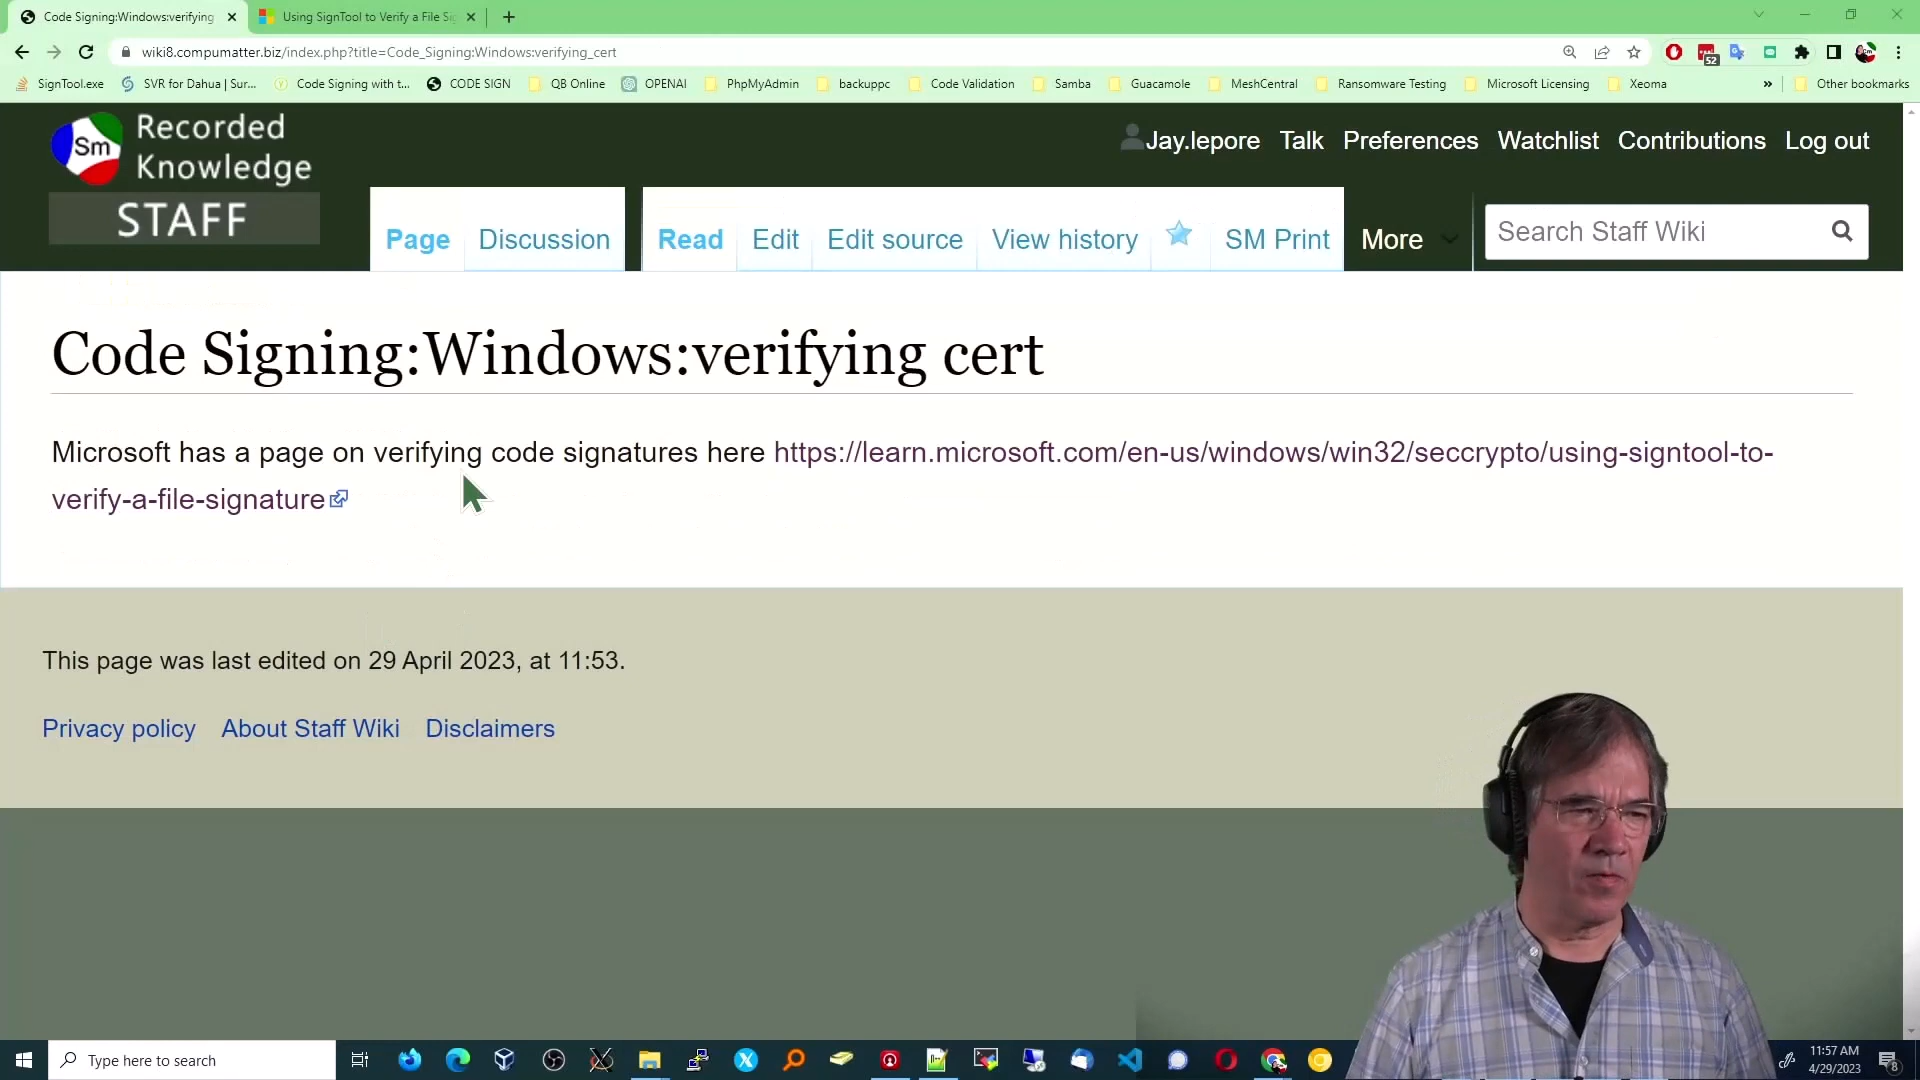 Code Signing:Windows:verifying
Using SignTool to Verify a File Si
wiki8.compumatter.biz/index.php?title=Code_Signing:Windows:verifying_cert
52
SignTool.exe
SVR for Dahua | Sur...
Code Signing with t...
CODE SIGN
QB Online
OPENAI
PhpMyAdmin
backuppc
Code Validation
Samba
Guacamole
MeshCentral
Ransomware Testing
Microsoft Licensing
Xeoma
»
Other bookmarks
Sm
Recorded
Knowledge
STAFF
Jay.lepore
Talk
Preferences
Watchlist
Contributions
Log out
Page
Discussion
Read
Edit
Edit source
View history
SM Print
More
Search Staff Wiki
Code Signing:Windows:verifying cert
Microsoft has a page on verifying code signatures here https://learn.microsoft.com/en-us/windows/win32/seccrypto/using-signtool-to-
verify-a-file-signature
This page was last edited on 29 April 2023, at 11:53.
Privacy policy
About Staff Wiki
Disclaimers
Type here to search
11:57 AM
4/29/2023
8